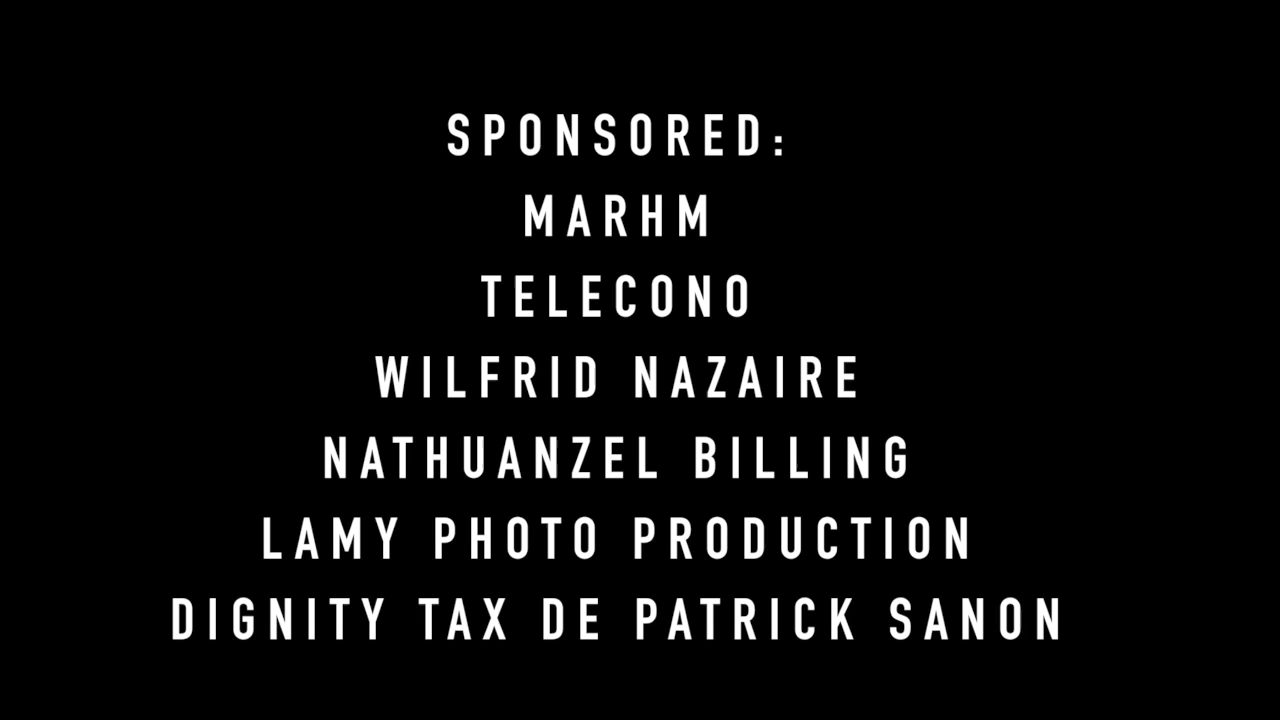 SPONSORED:
MARHM
TELECONO
WILFRID NAZAIRE
NATHUANZEL BILLING
LAMY PHOTO PRODUCTION
DIGNITY TAX DE PATRICK SANON